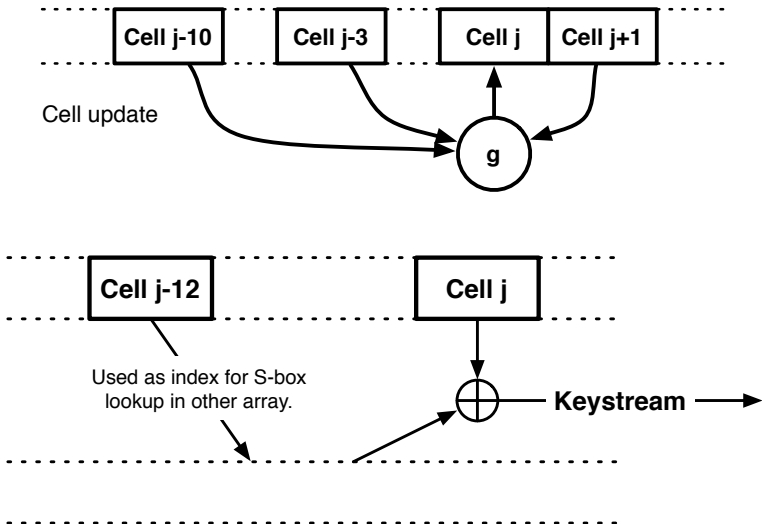 Cell j-10 Cell j-3 Cell j Cell j+1
Cell update
g
Cell j-12 Cell j
Used as index for S-box
lookup in other array.
Keystream